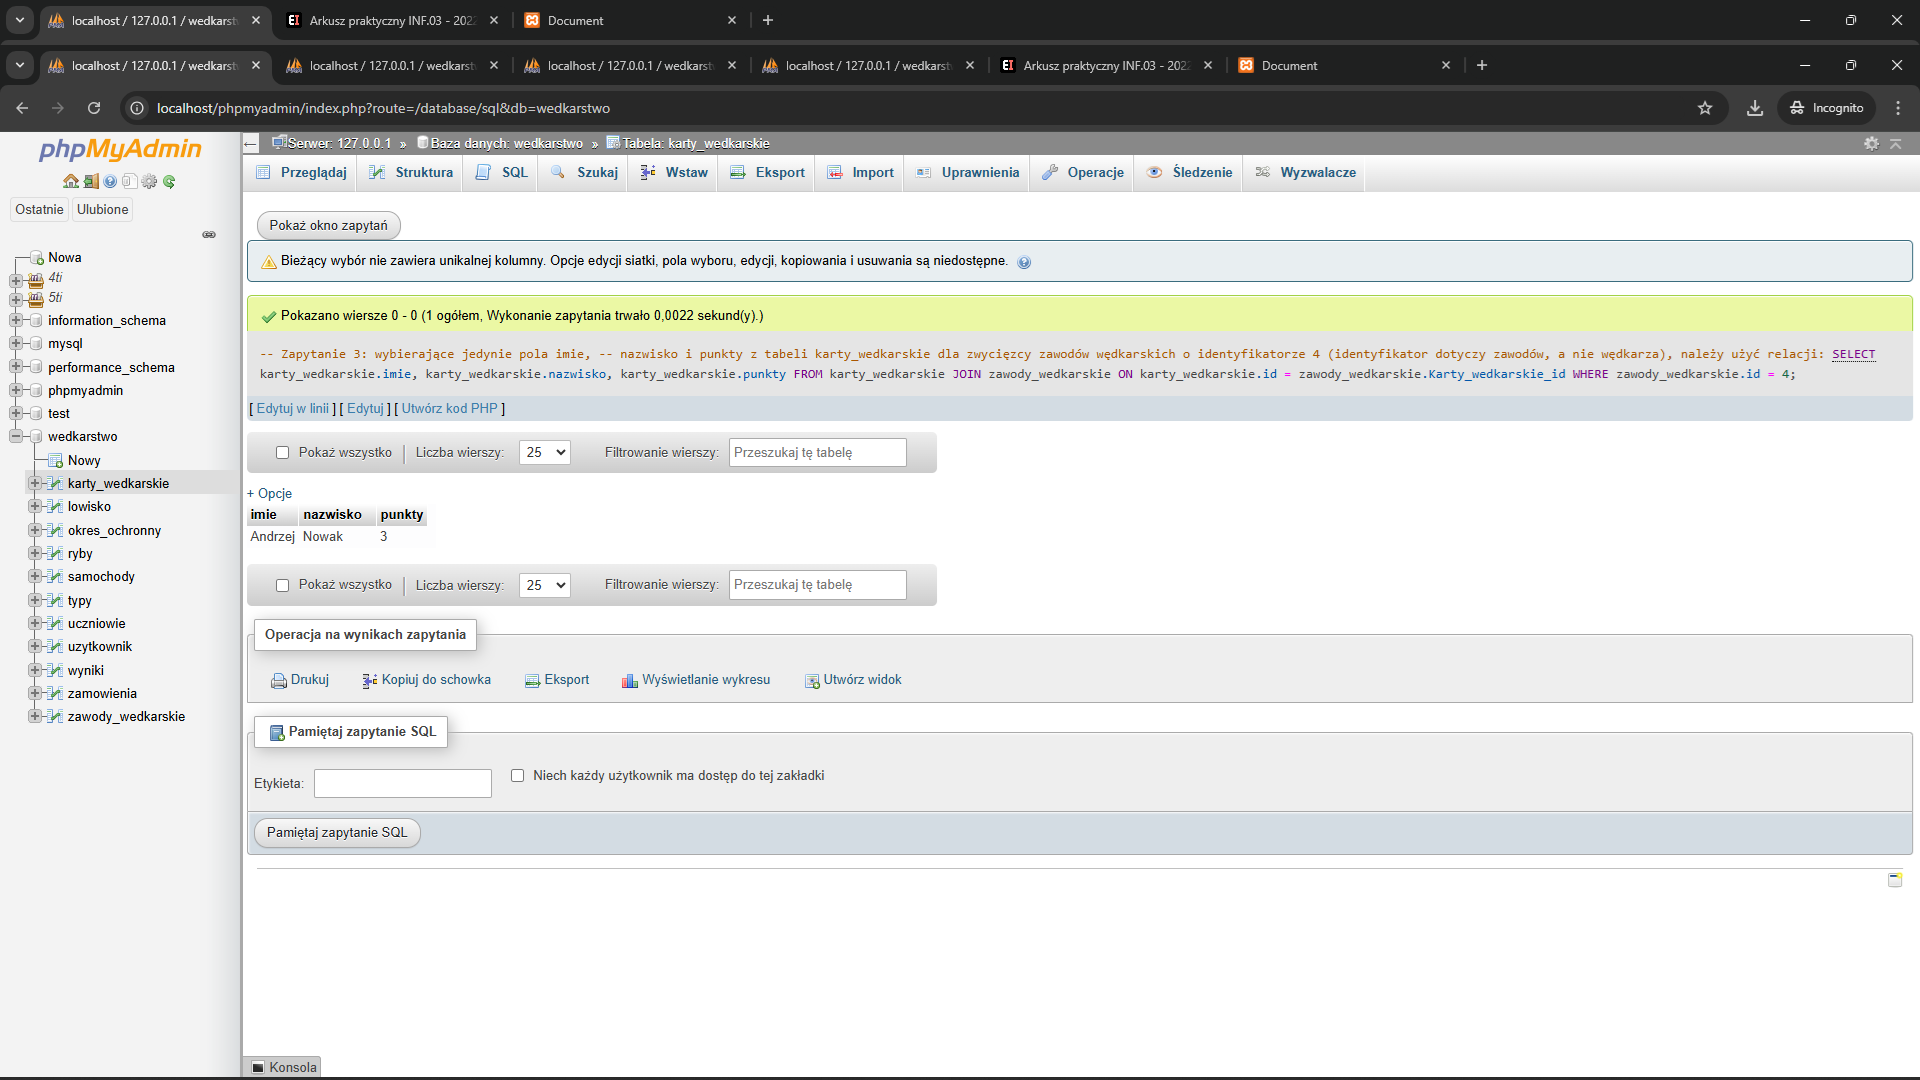 localhost / 127.0.0.1 / wedkarst
Arkusz praktyczny INF.03 - 202
Document
localhost / 127.0.0.1 / wedkarst
localhost / 127.0.0.1 / wedkarst
localhost / 127.0.0.1 / wedkarst
localhost / 127.0.0.1 / wedkarst
Arkusz praktyczny INF.03 - 202
Document
localhost/phpmyadmin/index.php?route=/database/sql&db=wedkarstwo
Incognito
phpMyAdmin
Ostatnie
Ulubione
Nowa
4ti
5ti
information_schema
mysql
performance_schema
phpmyadmin
test
wedkarstwo
Nowy
karty_wedkarskie
lowisko
okres_ochronny
ryby
samochody
typy
uczniowie
uzytkownik
wyniki
zamowienia
zawody_wedkarskie
Serwer: 127.0.0.1 » Baza danych: wedkarstwo » Tabela: karty_wedkarskie
Przeglądaj
Struktura
SQL
Szukaj
Wstaw
Eksport
Import
Uprawnienia
Operacje
Śledzenie
Wyzwalacze
Pokaż okno zapytań
Bieżący wybór nie zawiera unikalnej kolumny. Opcje edycji siatki, pola wyboru, edycji, kopiowania i usuwania są niedostępne.
Pokazano wiersze 0 - 0 (1 ogółem, Wykonanie zapytania trwało 0,0022 sekund(y).)
-- Zapytanie 3: wybierające jedynie pola imie, -- nazwisko i punkty z tabeli karty_wedkarskie dla zwycięzcy zawodów wędkarskich o identyfikatorze 4 (identyfikator dotyczy zawodów, a nie wędkarza), należy użyć relacji: SELECT
karty_wedkarskie.imie, karty_wedkarskie.nazwisko, karty_wedkarskie.punkty FROM karty_wedkarskie JOIN zawody_wedkarskie ON karty_wedkarskie.id = zawody_wedkarskie.Karty_wedkarskie_id WHERE zawody_wedkarskie.id = 4;
[ Edytuj w linii ] [ Edytuj ] [ Utwórz kod PHP ]
Pokaż wszystko
Liczba wierszy:
25
Filtrowanie wierszy:
Przeszukaj tę tabelę
+ Opcje
imie nazwisko punkty
Andrzej Nowak 3
Pokaż wszystko
Liczba wierszy:
25
Filtrowanie wierszy:
Przeszukaj tę tabelę
Operacja na wynikach zapytania
Drukuj
Kopiuj do schowka
Eksport
Wyświetlanie wykresu
Utwórz widok
Pamiętaj zapytanie SQL
Etykieta:
Niech każdy użytkownik ma dostęp do tej zakładki
Pamiętaj zapytanie SQL
Konsola